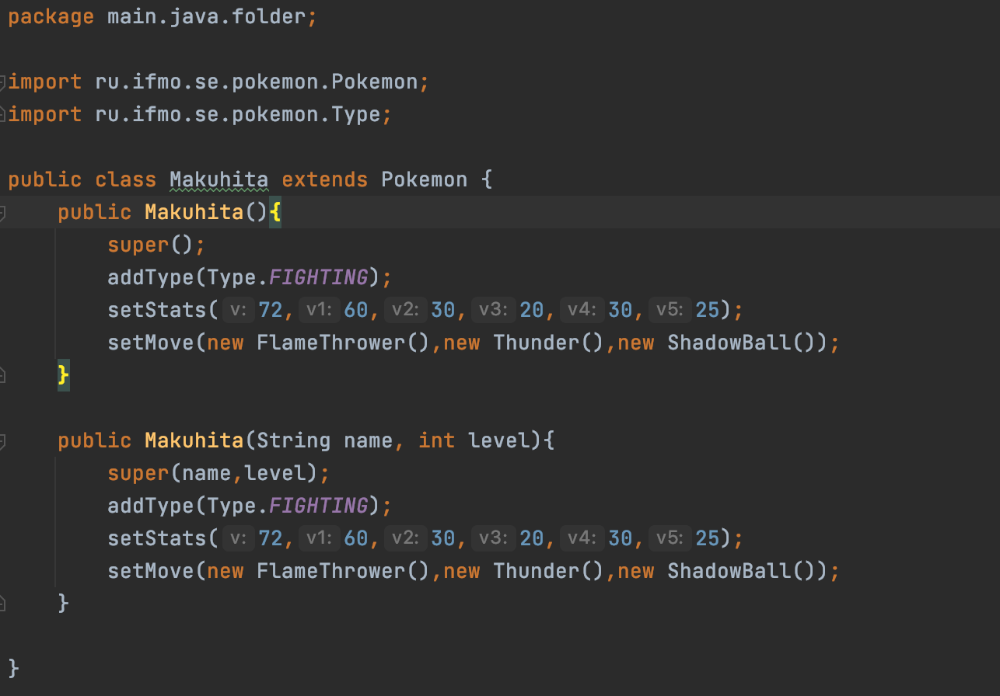 package main.java.folder;
import ru.ifmo.se.pokemon.Pokemon;
import ru.ifmo.se.pokemon.Type;
public class Makuhita extends Pokemon {
public Makuhita(){
super();
addType(Type.FIGHTING);
setStats( v: 72, v1: 60, v2: 30, v3: 20, v4: 30, v5: 25);
setMove(new FlameThrower(),new Thunder(),new ShadowBall());
}
public Makuhita(String name, int level){
super(name,level);
addType(Type.FIGHTING);
setStats( v: 72, v1: 60, v2: 30, v3: 20, v4: 30, v5: 25);
setMove(new FlameThrower(),new Thunder(),new ShadowBall());
}
}